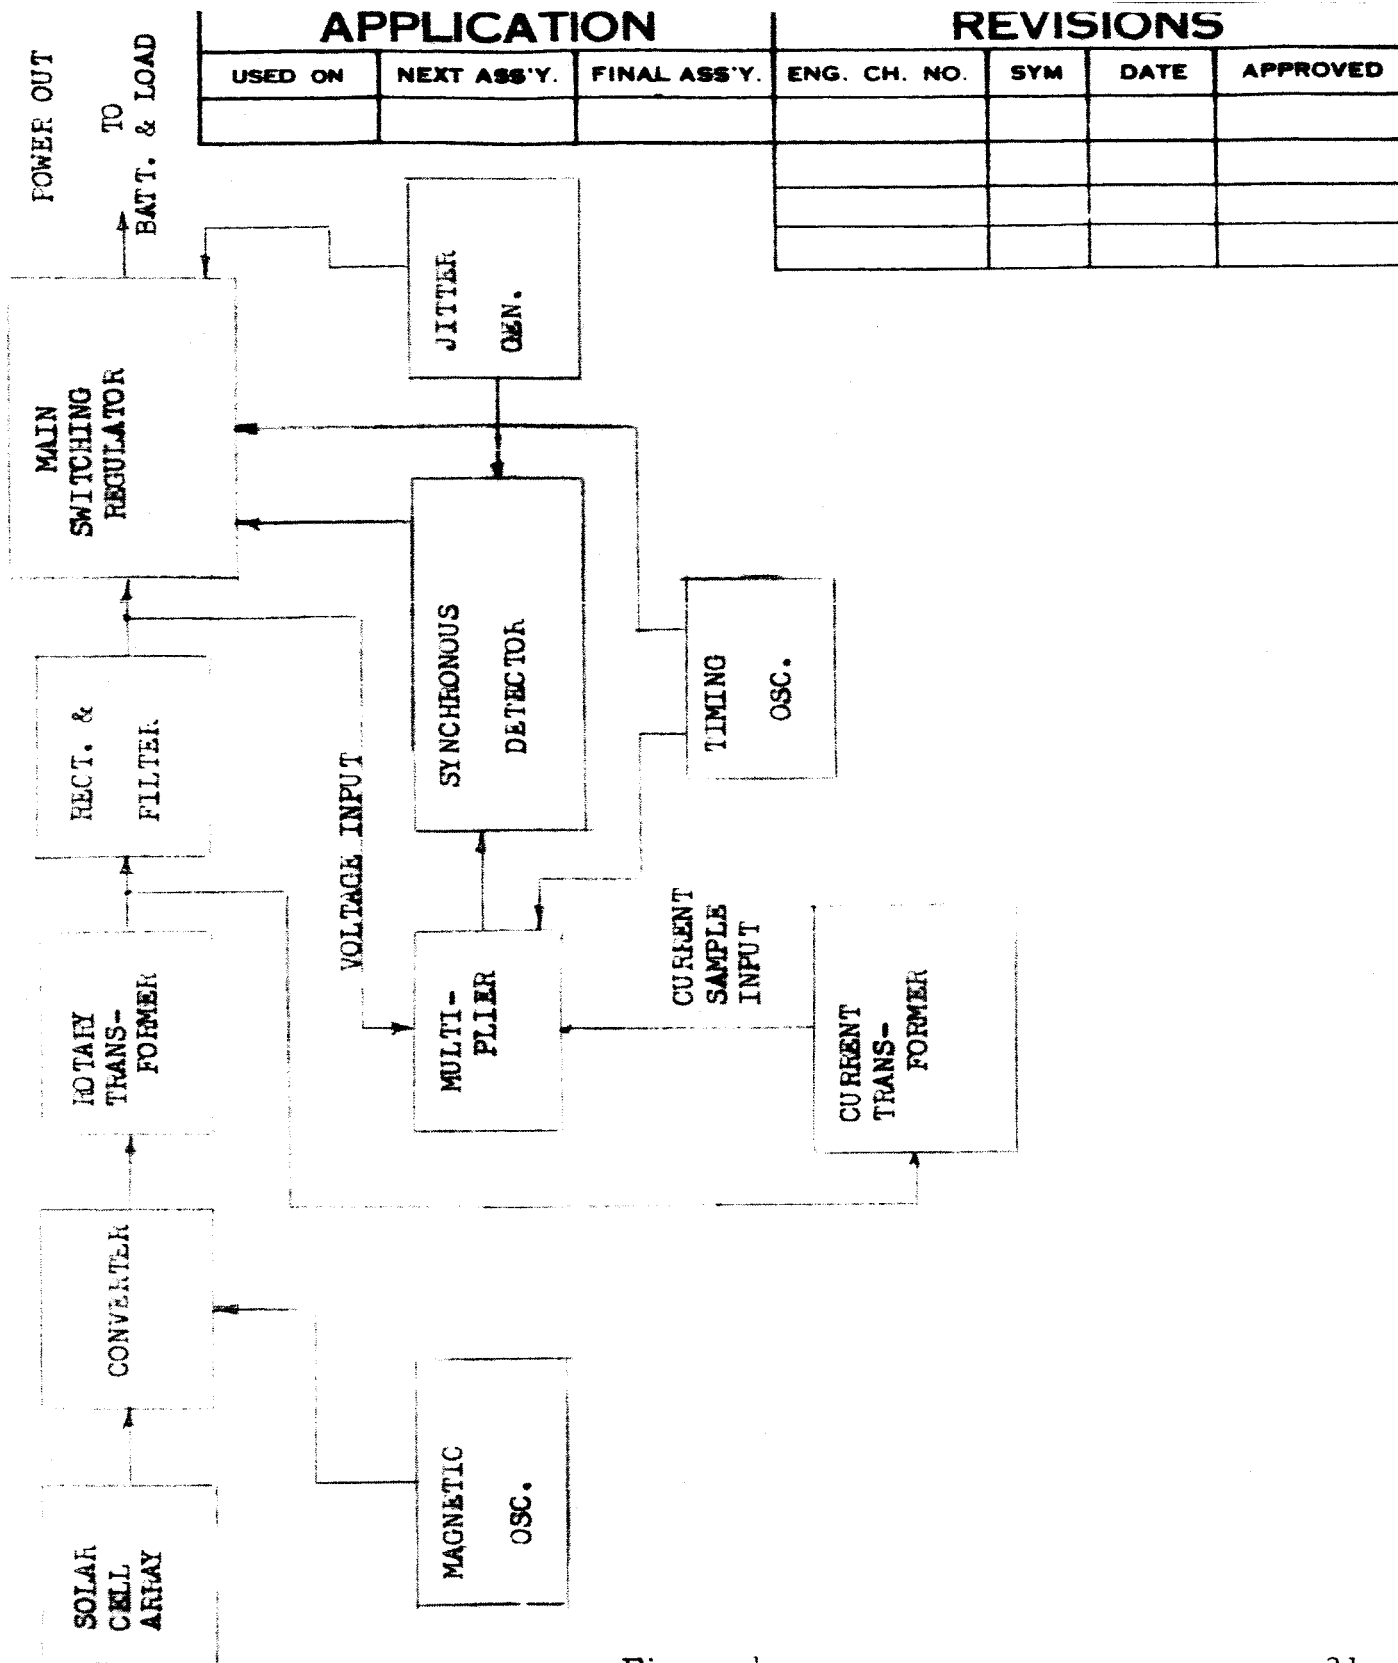 APPLICATION
REVISIONS
USED ON
NEXT ASS'Y.
FINAL ASS'Y.
ENG. CH. NO.
SYM
DATE
APPROVED
POWER OUT
TO
BATT. & LOAD
MAIN
SWITCHING
REGULATOR
JITTER
GEN.
RECT. &
FILTER
SYNCHRONOUS
DETECTOR
TIMING
OSC.
VOLTAGE INPUT
ROTARY
TRANS-
FORMER
MULTI-
PLIER
CURRENT
SAMPLE
INPUT
CURRENT
TRANS-
FORMER
CONVERTER
MAGNETIC
OSC.
SOLAR
CELL
ARRAY